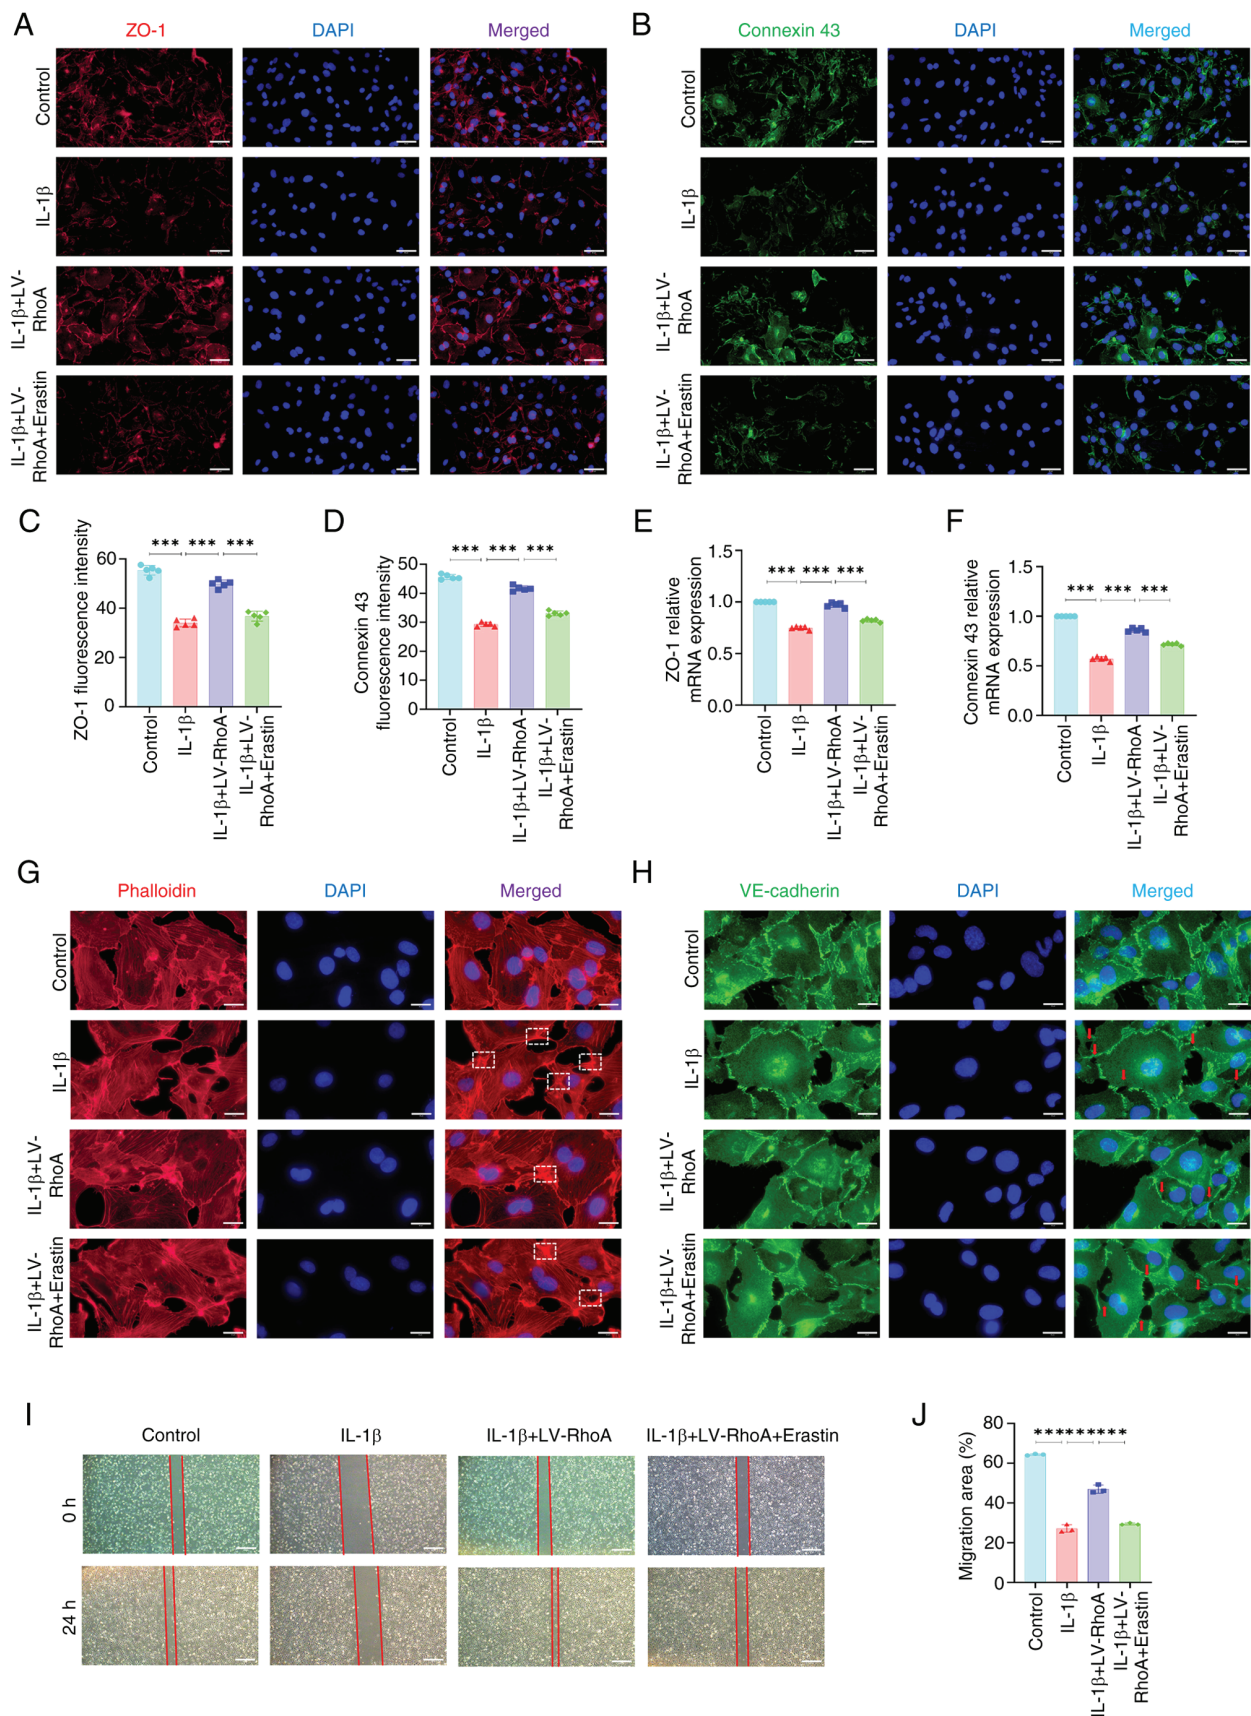 A
ZO-1
DAPI
Merged
Control
IL-1β
IL-1β+LV-
RhoA
IL-1β+LV-
RhoA+Erastin
B
Connexin 43
DAPI
Merged
Control
IL-1β
IL-1β+LV-
RhoA
IL-1β+LV-
RhoA+Erastin
C
ZO-1 fluorescence intensity
60
40
20
0
***
***
***
Control
IL-1β
IL-1β+LV-RhoA
IL-1β+LV-
RhoA+Erastin
D
Connexin 43
fluorescence intensity
50
40
30
20
10
0
***
***
***
Control
IL-1β
IL-1β+LV-RhoA
IL-1β+LV-
RhoA+Erastin
E
ZO-1 relative
mRNA expression
1.5
1.0
0.5
0.0
***
***
***
Control
IL-1β
IL-1β+LV-RhoA
IL-1β+LV-
RhoA+Erastin
F
Connexin 43 relative
mRNA expression
1.5
1.0
0.5
0.0
***
***
***
Control
IL-1β
IL-1β+LV-RhoA
IL-1β+LV-
RhoA+Erastin
G
Phalloidin
DAPI
Merged
Control
IL-1β
IL-1β+LV-
RhoA
IL-1β+LV-
RhoA+Erastin
H
VE-cadherin
DAPI
Merged
Control
IL-1β
IL-1β+LV-
RhoA
IL-1β+LV-
RhoA+Erastin
I
Control
IL-1β
IL-1β+LV-RhoA
IL-1β+LV-RhoA+Erastin
0 h
24 h
J
Migration area (%)
80
60
40
20
0
*********
Control
IL-1β
IL-1β+LV-RhoA
IL-1β+LV-
RhoA+Erastin